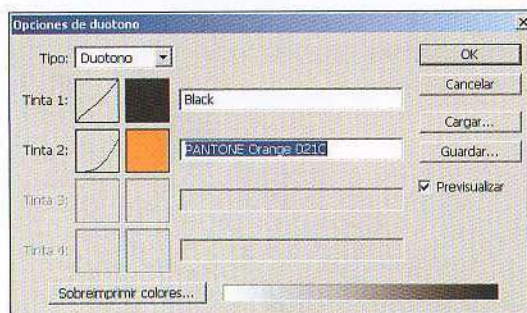 Opciones de duotono
Tipo: Duotono
OK
Cancelar
Tinta 1: Black
Cargar...
Tinta 2: PANTONE Orange 021C
Guardar...
Previsualizar
Tinta 3:
Tinta 4:
Sobreimprimir colores...